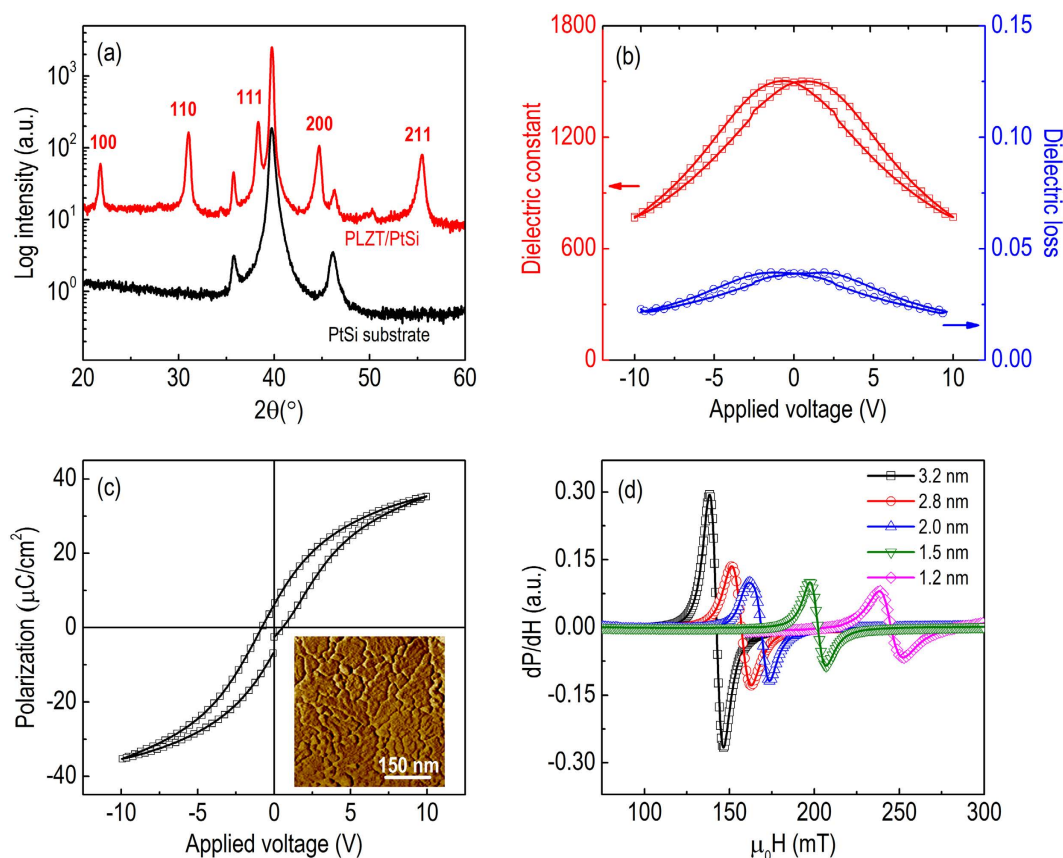 (a)
Log intensity (a.u.)
10³
10²
10¹
10⁰
100
110
111
200
211
PLZT/PtSi
PtSi substrate
20
30
40
50
60
2θ(°)
(b)
Dielectric constant
1800
1500
1200
900
600
300
0
Dielectric loss
0.15
0.10
0.05
0.00
-10
-5
0
5
10
Applied voltage (V)
(c)
Polarization (μC/cm²)
40
20
0
-20
-40
150 nm
-10
-5
0
5
10
Applied voltage (V)
(d)
dP/dH (a.u.)
0.30
0.15
0.00
-0.15
-0.30
3.2 nm
2.8 nm
2.0 nm
1.5 nm
1.2 nm
100
150
200
250
300
μ₀H (mT)